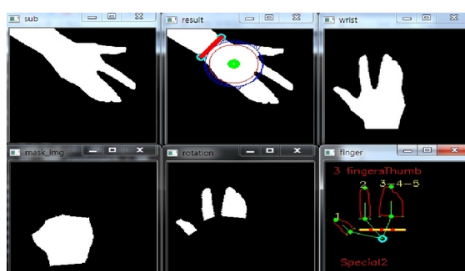 sub
result
wrist
mask_img
rotation
finger
3 fingersThumb
2 3-4-5
1
Special2